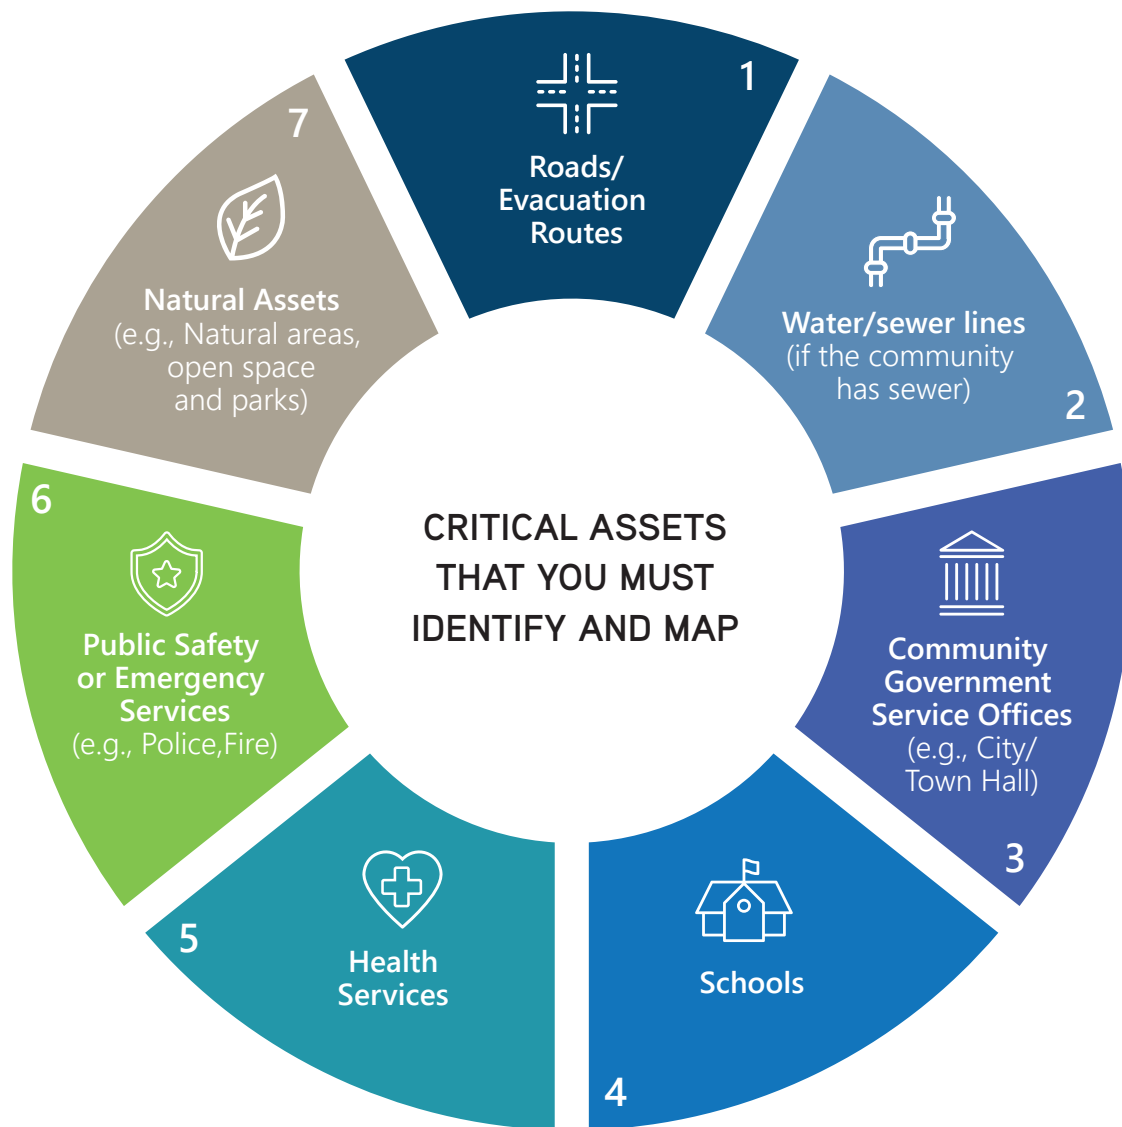 CRITICAL ASSETS
THAT YOU MUST
IDENTIFY AND MAP
1
Roads/
Evacuation
Routes
Water/sewer lines
(if the community
has sewer)
2
Community
Government
Service Offices
(e.g., City/
Town Hall)
3
Schools
4
5
Health
Services
6
Public Safety
or Emergency
Services
(e.g., Police,Fire)
7
Natural Assets
(e.g., Natural areas,
open space
and parks)